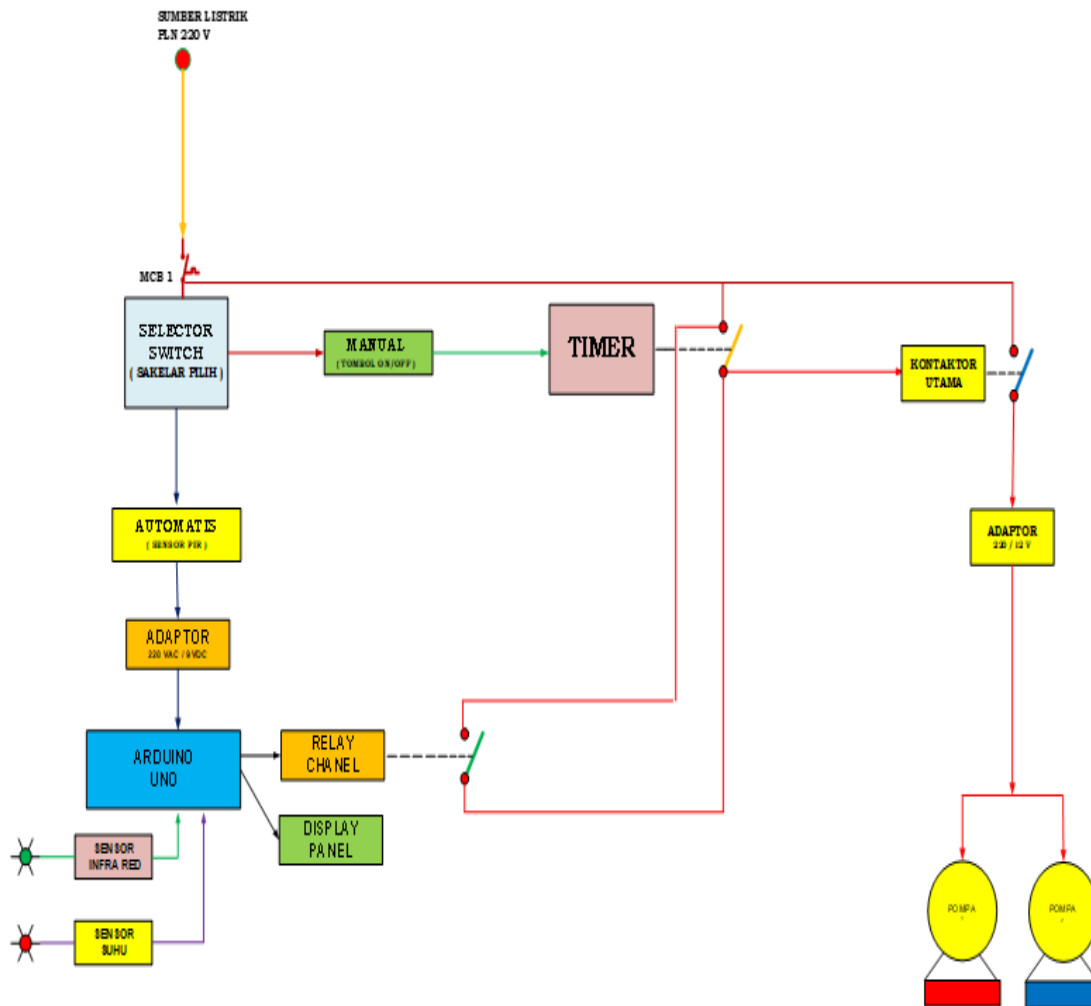 SUMBER LISTRIK
PLN 220 V
MCB 1
SELECTOR
SWITCH
( SAKELAR PILIH )
MANUAL
( TOMBOL ON/OFF )
TIMER
KONTAKTOR
UTAMA
AUTOMATIS
( SENSOR PIR )
ADAPTOR
220 / 12 V
ADAPTOR
220 VAC / 9 VDC
ARDUINO
UNO
RELAY
CHANEL
DISPLAY
PANEL
SENSOR
INFRA RED
SENSOR
SUHU
POMPA
POMPA